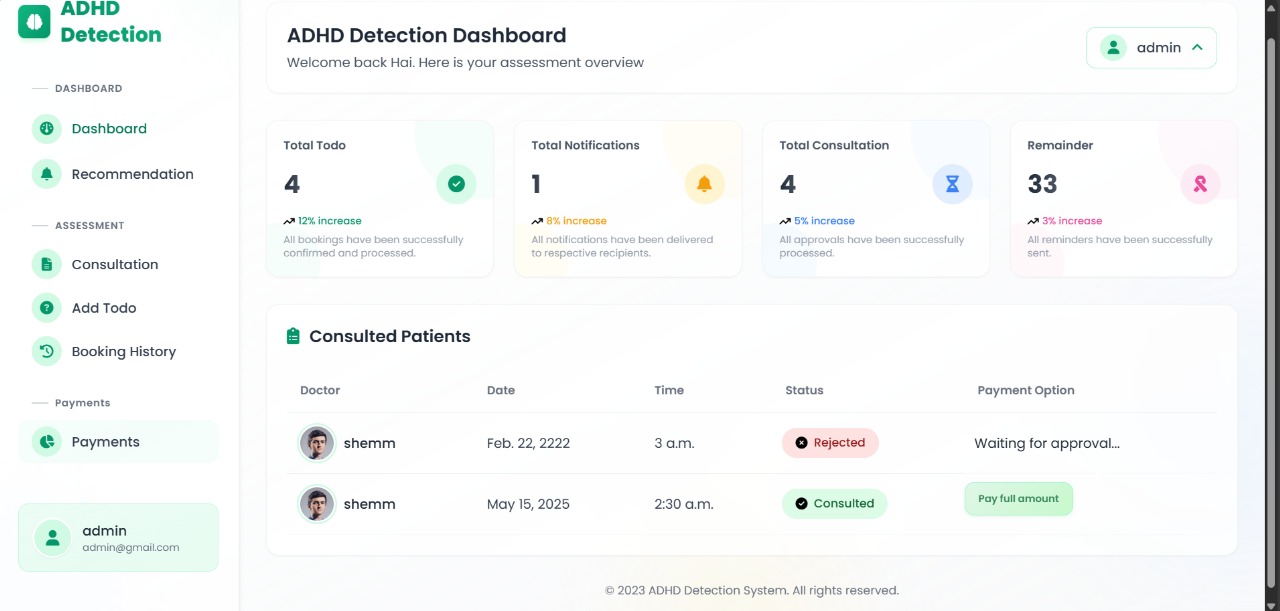 ADHD
Detection
DASHBOARD
Dashboard
Recommendation
ASSESSMENT
Consultation
Add Todo
Booking History
Payments
Payments
admin
admin@gmail.com
ADHD Detection Dashboard
Welcome back Hai. Here is your assessment overview
admin
Total Todo
4
12% increase
All bookings have been successfully
confirmed and processed.
Total Notifications
1
8% increase
All notifications have been delivered
to respective recipients.
Total Consultation
4
5% increase
All approvals have been successfully
processed.
Remainder
33
3% increase
All reminders have been successfully
sent.
Consulted Patients
Doctor Date Time Status Payment Option
shemm Feb. 22, 2222 3 a.m. Rejected Waiting for approval...
shemm May 15, 2025 2:30 a.m. Consulted Pay full amount
© 2023 ADHD Detection System. All rights reserved.